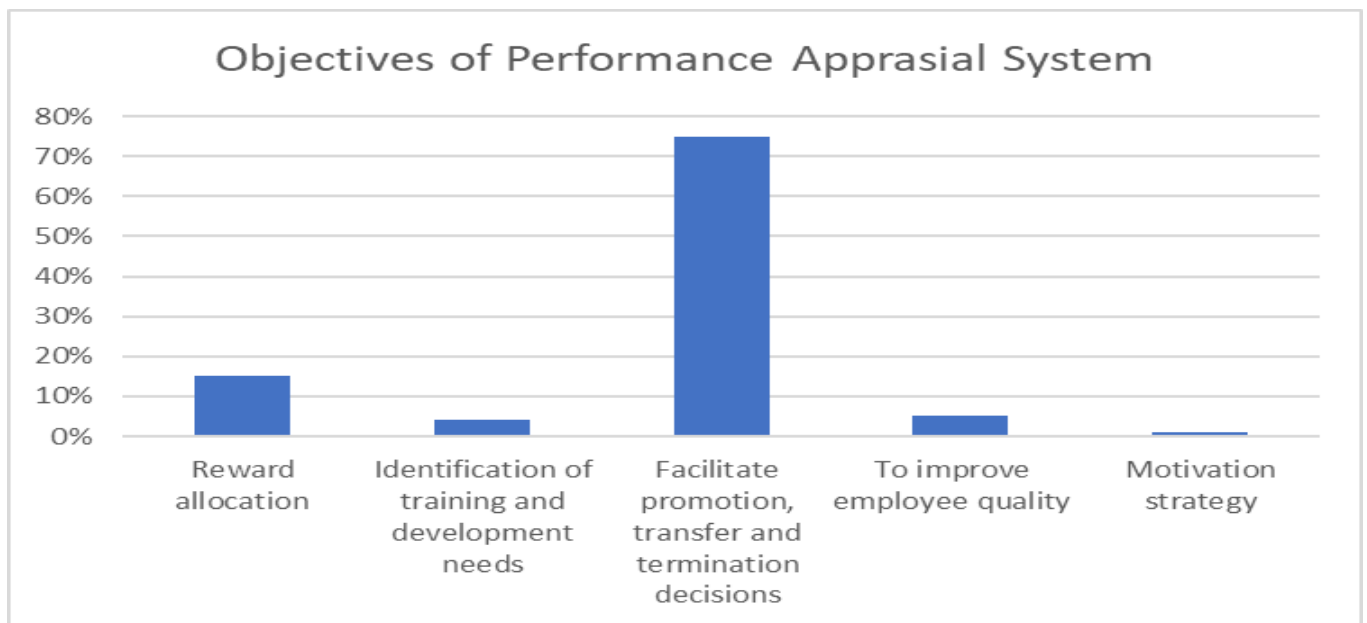 Objectives of Performance Apprasial System
80%
70%
60%
50%
40%
30%
20%
10%
0%
Reward
allocation
Identification of
training and
development
needs
Facilitate
promotion,
transfer and
termination
decisions
To improve
employee quality
Motivation
strategy